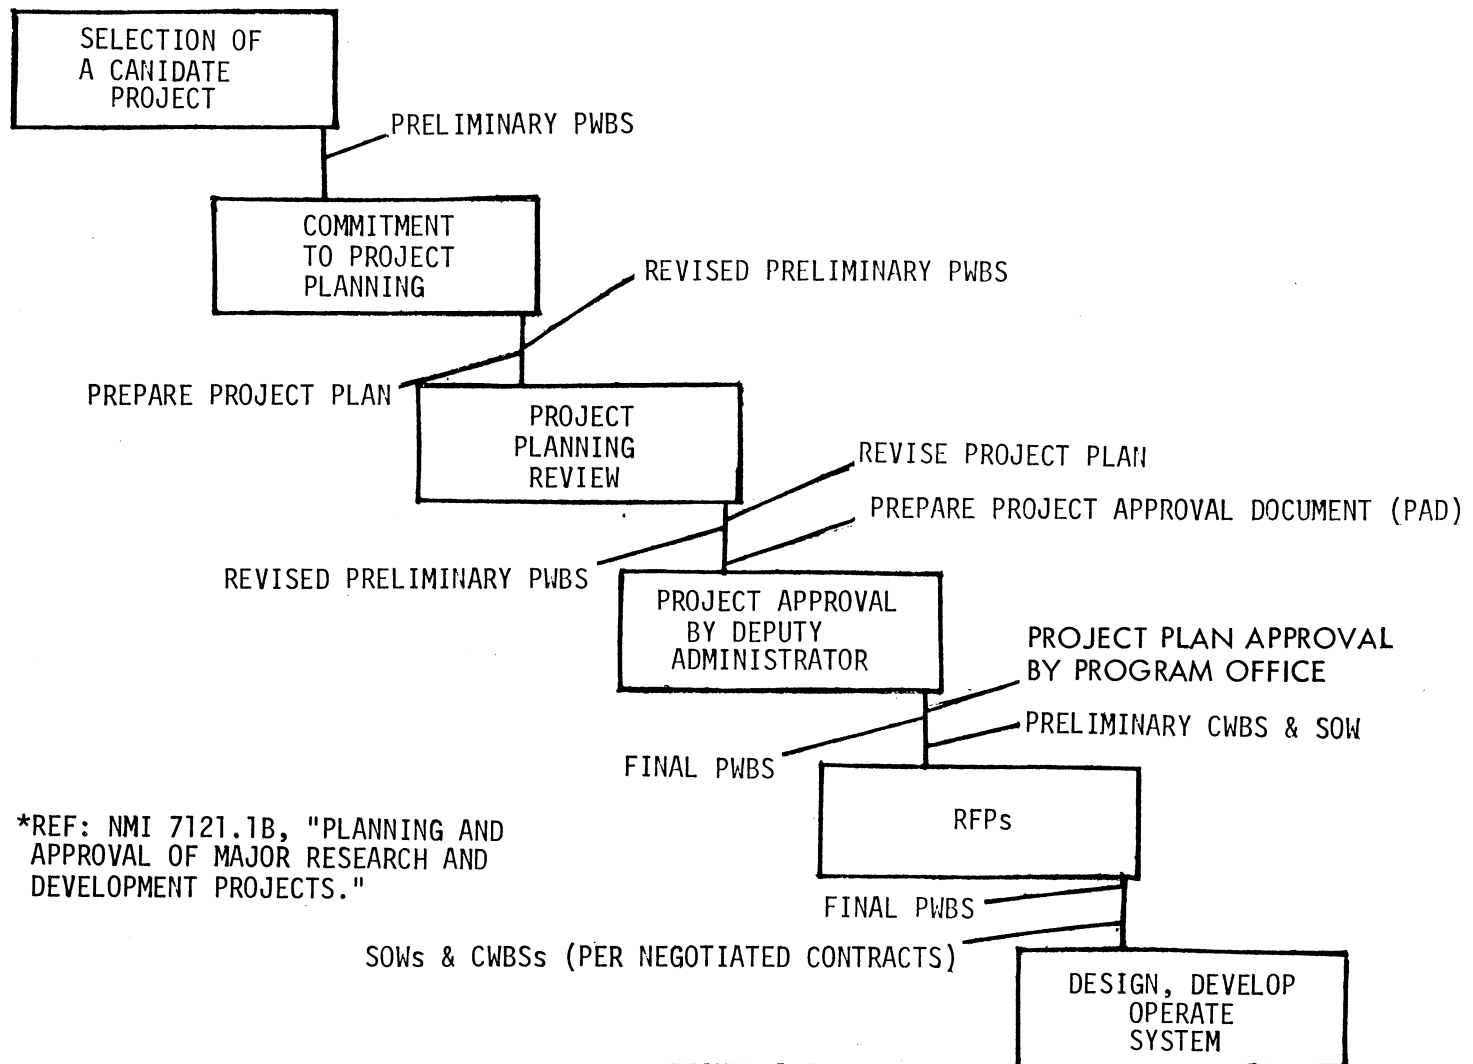 SELECTION OF
A CANIDATE
PROJECT
PRELIMINARY PWBS
COMMITMENT
TO PROJECT
PLANNING
REVISED PRELIMINARY PWBS
PREPARE PROJECT PLAN
PROJECT
PLANNING
REVIEW
REVISE PROJECT PLAN
PREPARE PROJECT APPROVAL DOCUMENT (PAD)
REVISED PRELIMINARY PWBS
PROJECT APPROVAL
BY DEPUTY
ADMINISTRATOR
PROJECT PLAN APPROVAL
BY PROGRAM OFFICE
PRELIMINARY CWBS & SOW
FINAL PWBS
RFPs
*REF: NMI 7121.1B, "PLANNING AND
APPROVAL OF MAJOR RESEARCH AND
DEVELOPMENT PROJECTS."
FINAL PWBS
SOWs & CWBSs (PER NEGOTIATED CONTRACTS)
DESIGN, DEVELOP
OPERATE
SYSTEM